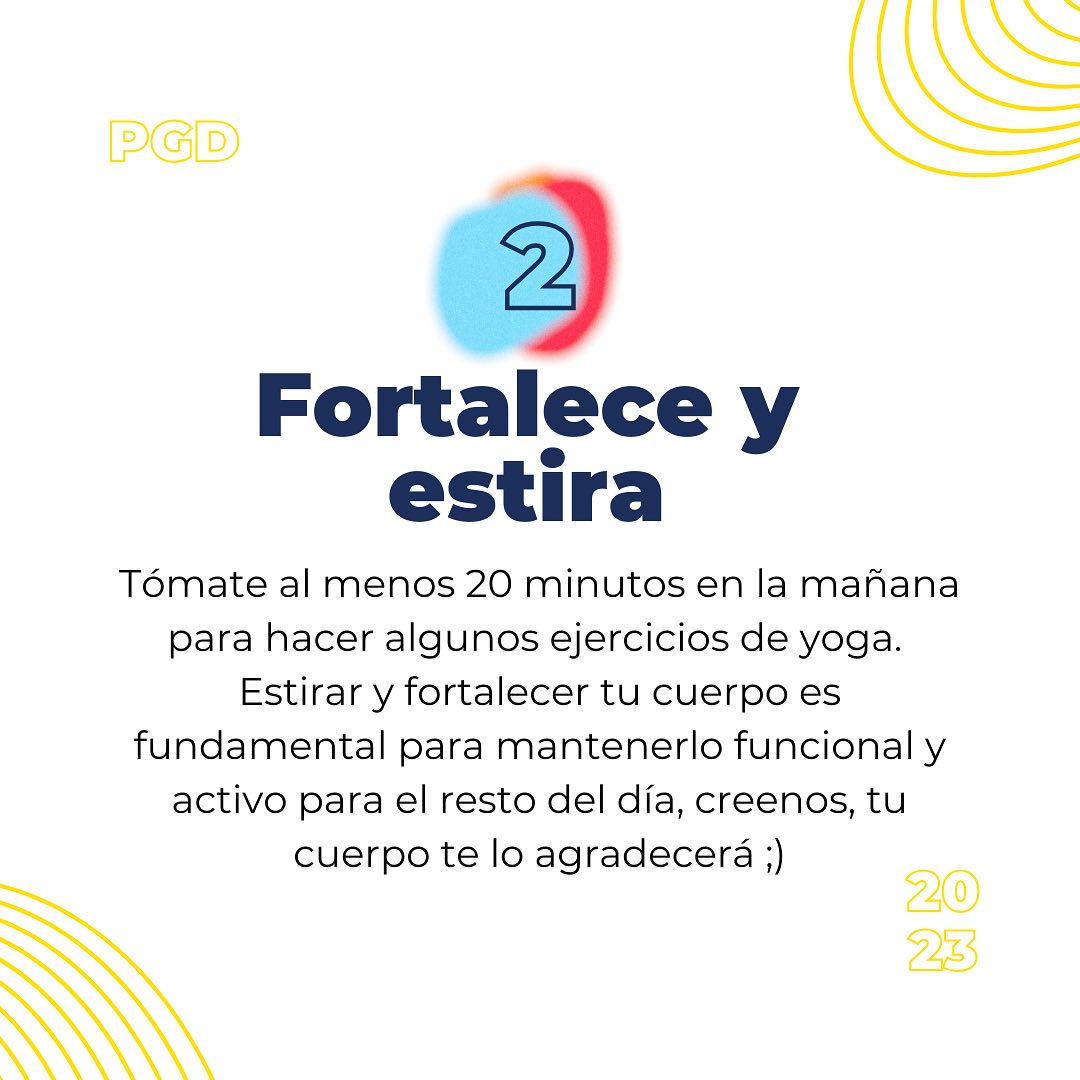 PGD
2
Fortalece y
estira
Tómate al menos 20 minutos en la mañana
para hacer algunos ejercicios de yoga.
Estirar y fortalecer tu cuerpo es
fundamental para mantenerlo funcional y
activo para el resto del día, creenos, tu
cuerpo te lo agradecerá ;)
20
23